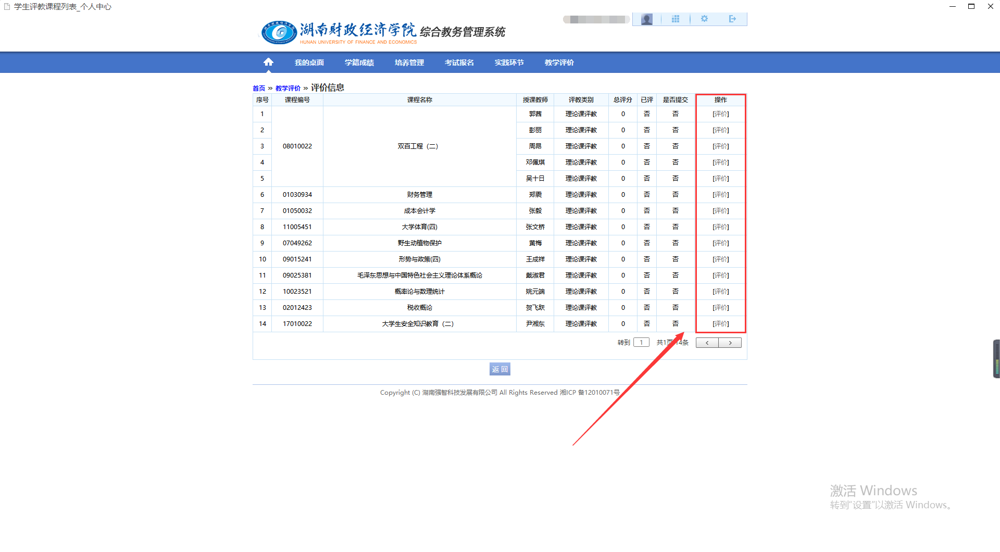 学生评教课程列表_个人中心
湖南财政经济学院 综合教务管理系统
HUNAN UNIVERSITY OF FINANCE AND ECONOMICS
我的桌面 学籍成绩 培养管理 考试报名 实践环节 教学评价
首页 » 教学评价 » 评价信息
序号 课程编号 课程名称 授课教师 评教类别 总评分 已评 是否提交 操作
1 08010022 双百工程（二） 郭茜 理论课评教 0 否 否 [评价]
2 彭丽 理论课评教 0 否 否 [评价]
3 周昂 理论课评教 0 否 否 [评价]
4 邓佩琪 理论课评教 0 否 否 [评价]
5 吴十日 理论课评教 0 否 否 [评价]
6 01030934 财务管理 郑震 理论课评教 0 否 否 [评价]
7 01050032 成本会计学 张毅 理论课评教 0 否 否 [评价]
8 11005451 大学体育(四) 张文桥 理论课评教 0 否 否 [评价]
9 07049262 野生动植物保护 黄梅 理论课评教 0 否 否 [评价]
10 09015241 形势与政策(四) 王成祥 理论课评教 0 否 否 [评价]
11 09025381 毛泽东思想与中国特色社会主义理论体系概论 戴淑君 理论课评教 0 否 否 [评价]
12 10023521 概率论与数理统计 姚元端 理论课评教 0 否 否 [评价]
13 02012423 税收概论 贺飞跃 理论课评教 0 否 否 [评价]
14 17010022 大学生安全知识教育（二） 尹湘东 理论课评教 0 否 否 [评价]
转到 1 共1页 14条 < >
返 回
Copyright (C) 湖南强智科技发展有限公司 All Rights Reserved 湘ICP 备12010071号
激活 Windows
转到“设置”以激活 Windows。